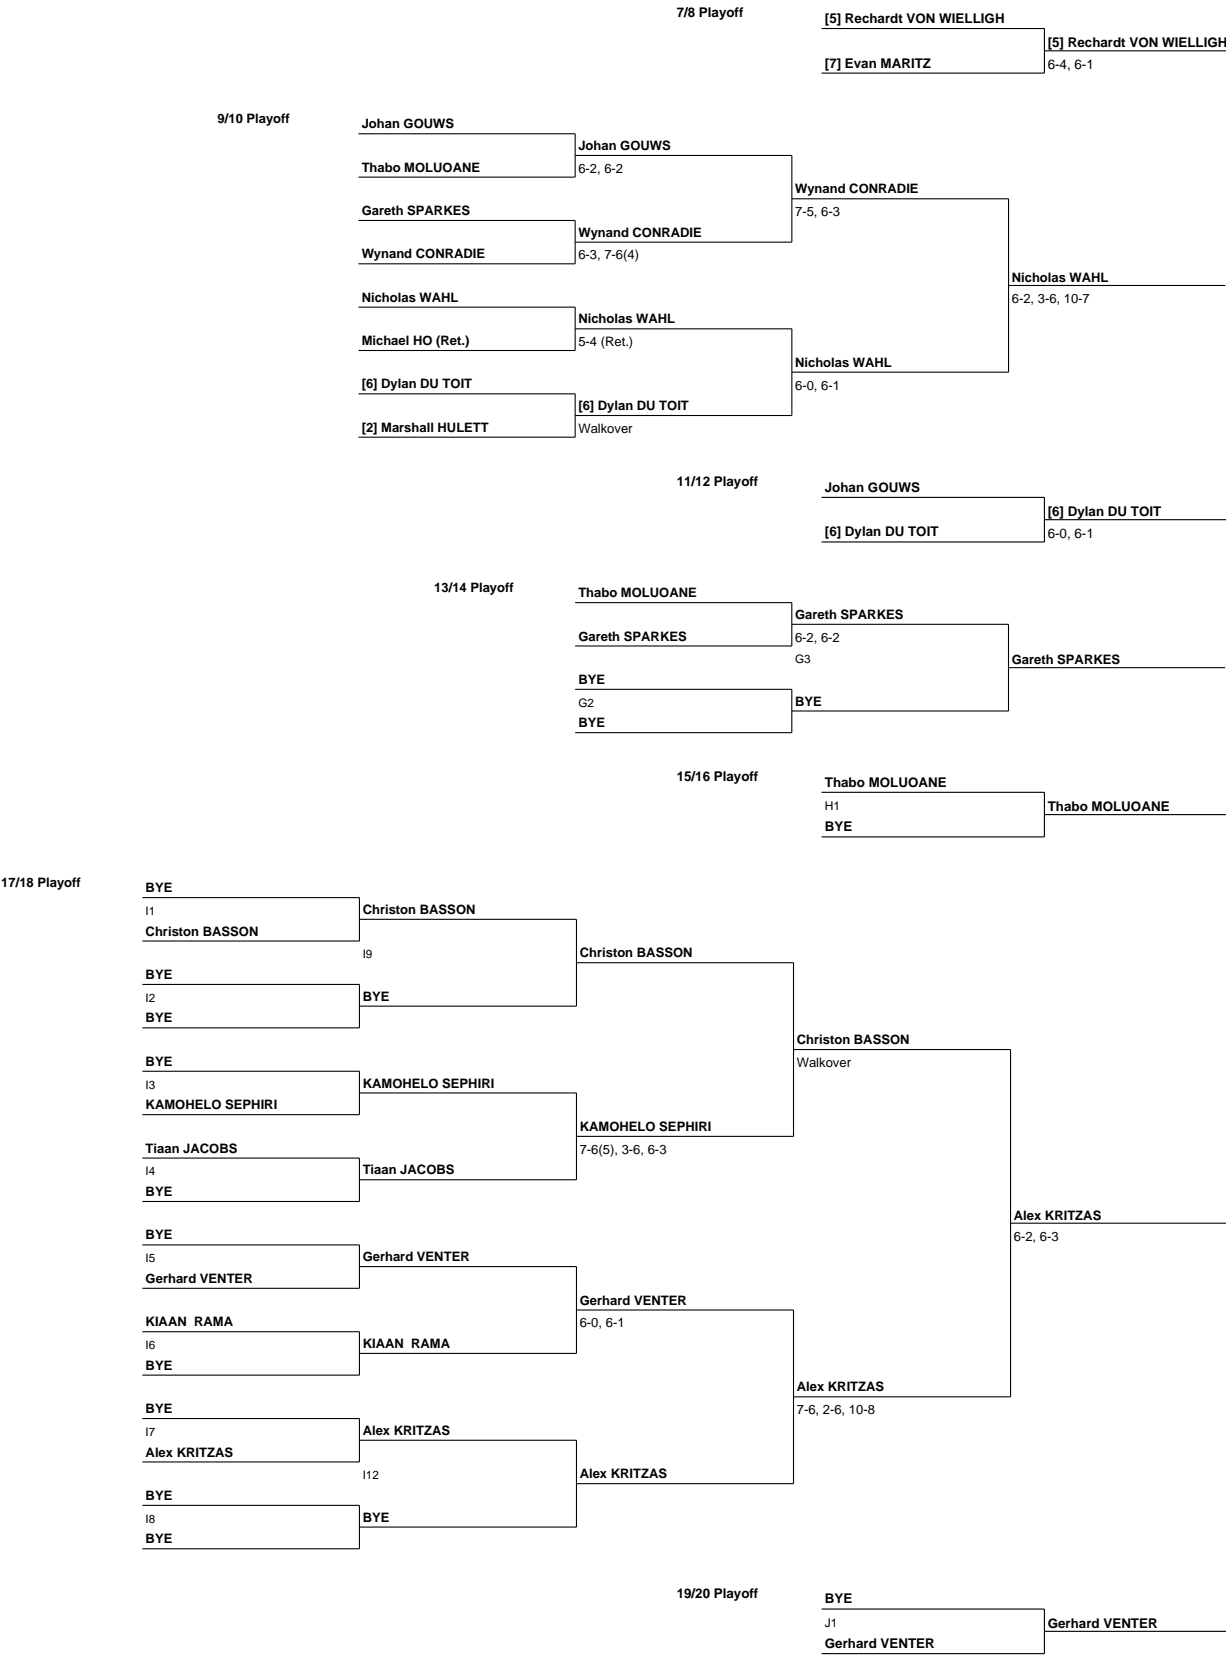 7/8 Playoff
[5] Rechardt VON WIELLIGH
[5] Rechardt VON WIELLIGH
[7] Evan MARITZ
6-4, 6-1
9/10 Playoff
Johan GOUWS
Johan GOUWS
Thabo MOLUOANE
6-2, 6-2
Wynand CONRADIE
Gareth SPARKES
7-5, 6-3
Wynand CONRADIE
Wynand CONRADIE
6-3, 7-6(4)
Nicholas WAHL
Nicholas WAHL
6-2, 3-6, 10-7
Nicholas WAHL
Michael HO (Ret.)
5-4 (Ret.)
Nicholas WAHL
[6] Dylan DU TOIT
6-0, 6-1
[6] Dylan DU TOIT
[2] Marshall HULETT
Walkover
11/12 Playoff
Johan GOUWS
[6] Dylan DU TOIT
[6] Dylan DU TOIT
6-0, 6-1
13/14 Playoff
Thabo MOLUOANE
Gareth SPARKES
Gareth SPARKES
6-2, 6-2
G3
Gareth SPARKES
BYE
G2
BYE
BYE
15/16 Playoff
Thabo MOLUOANE
H1
Thabo MOLUOANE
BYE
17/18 Playoff
BYE
I1
Christon BASSON
Christon BASSON
I9
Christon BASSON
BYE
I2
BYE
BYE
Christon BASSON
Walkover
BYE
I3
KAMOHELO SEPHIRI
KAMOHELO SEPHIRI
KAMOHELO SEPHIRI
7-6(5), 3-6, 6-3
Tiaan JACOBS
I4
Tiaan JACOBS
BYE
Alex KRITZAS
6-2, 6-3
BYE
I5
Gerhard VENTER
Gerhard VENTER
Gerhard VENTER
6-0, 6-1
KIAAN  RAMA
I6
KIAAN  RAMA
BYE
Alex KRITZAS
7-6, 2-6, 10-8
BYE
I7
Alex KRITZAS
Alex KRITZAS
I12
Alex KRITZAS
BYE
I8
BYE
BYE
19/20 Playoff
BYE
J1
Gerhard VENTER
Gerhard VENTER